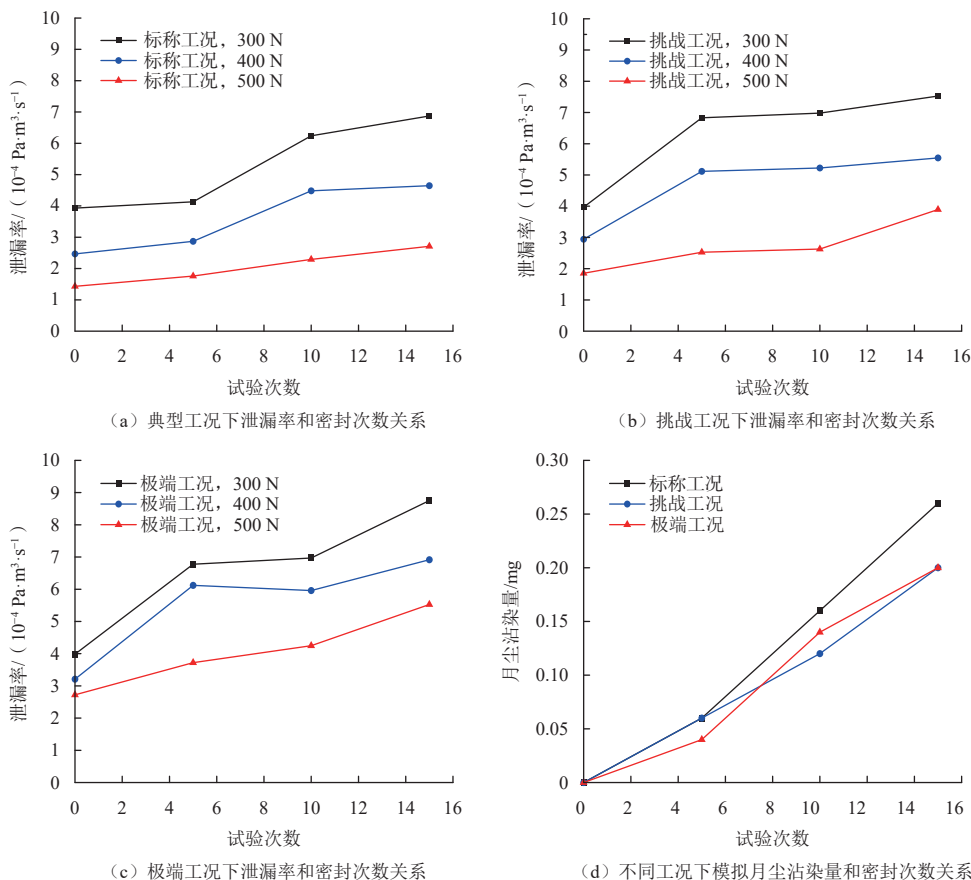 10
9
8
7
6
5
4
3
2
1
0
泄漏率/（10⁻⁴ Pa·m³·s⁻¹）
标称工况，300 N
标称工况，400 N
标称工况，500 N
0 2 4 6 8 10 12 14 16
试验次数
（a）典型工况下泄漏率和密封次数关系
10
9
8
7
6
5
4
3
2
1
0
泄漏率/（10⁻⁴ Pa·m³·s⁻¹）
挑战工况，300 N
挑战工况，400 N
挑战工况，500 N
0 2 4 6 8 10 12 14 16
试验次数
（b）挑战工况下泄漏率和密封次数关系
10
9
8
7
6
5
4
3
2
1
0
泄漏率/（10⁻⁴ Pa·m³·s⁻¹）
极端工况，300 N
极端工况，400 N
极端工况，500 N
0 2 4 6 8 10 12 14 16
试验次数
（c）极端工况下泄漏率和密封次数关系
0.30
0.25
0.20
0.15
0.10
0.05
0
月尘沾染量/mg
标称工况
挑战工况
极端工况
0 2 4 6 8 10 12 14 16
试验次数
（d）不同工况下模拟月尘沾染量和密封次数关系